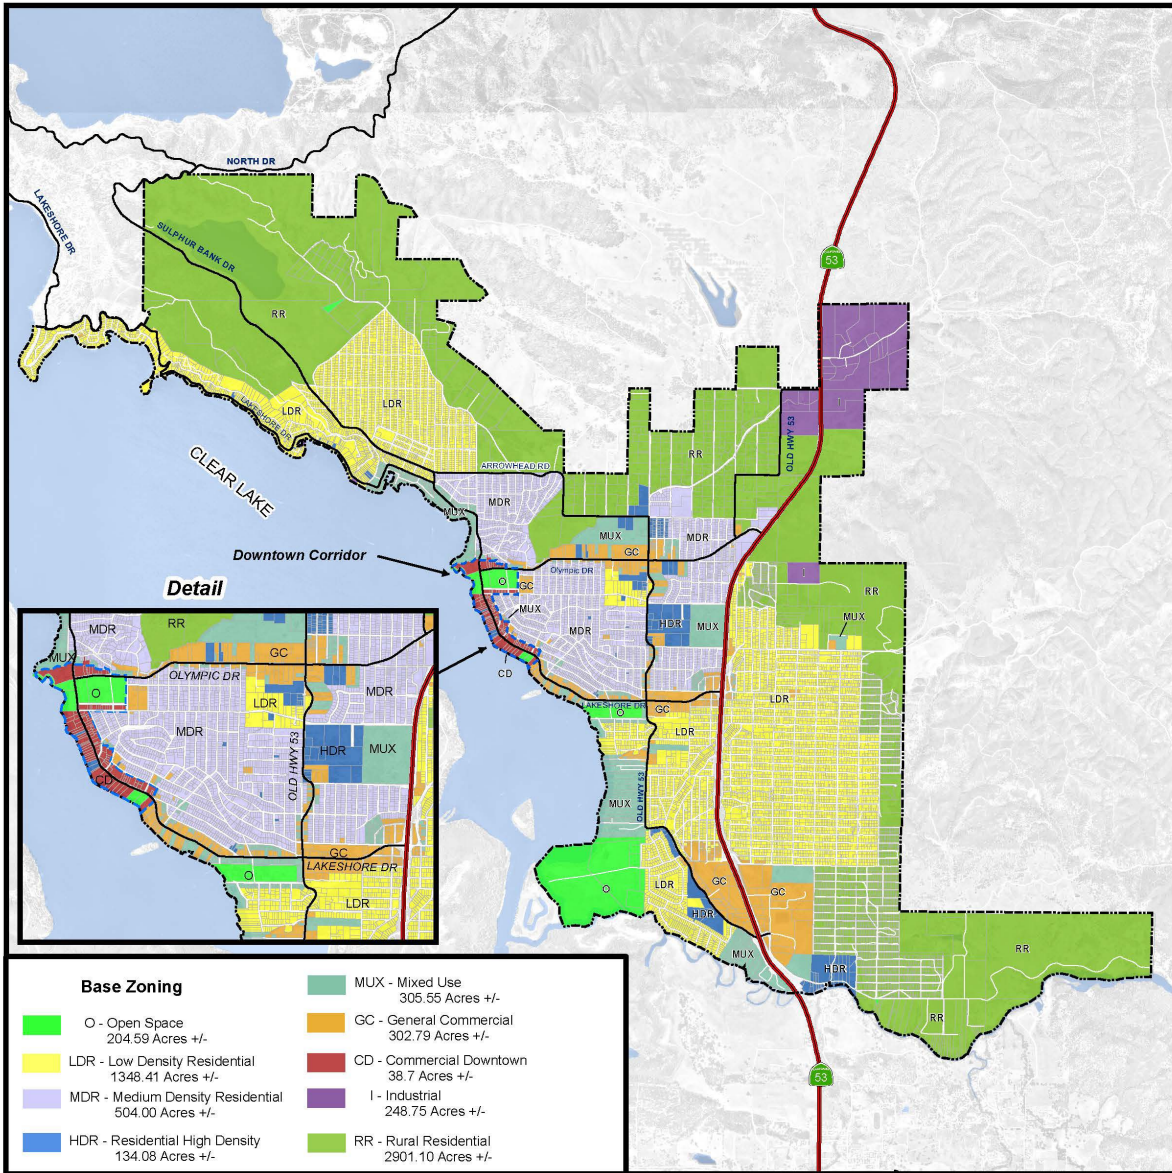 NORTH DR
LAKESHORE DR
SULPHUR BANK DR
53
RR
LDR
LDR
LAKESHORE DR
CLEAR LAKE
ARROWHEAD RD
RR
OLD HWY 53
I
I
MDR
MUX
MUX
GC
MDR
Downtown Corridor
Olympic DR
O
GC
I
RR
MUX
MUX
MDR
HDR
MUX
CD
LDR
LAKESHORE DR
O
GC
LDR
MUX
OLD HWY 53
O
LDR
HDR
GC
GC
MUX
HDR
RR
RR
53
Detail
MDR
RR
MUX
GC
OLYMPIC DR
O
LDR
MDR
MDR
HDR
MUX
OLD HWY 53
CD
GC
LAKESHORE DR
O
LDR
Base Zoning
O - Open Space
204.59 Acres +/-
LDR - Low Density Residential
1348.41 Acres +/-
MDR - Medium Density Residential
504.00 Acres +/-
HDR - Residential High Density
134.08 Acres +/-
MUX - Mixed Use
305.55 Acres +/-
GC - General Commercial
302.79 Acres +/-
CD - Commercial Downtown
38.7 Acres +/-
I - Industrial
248.75 Acres +/-
RR - Rural Residential
2901.10 Acres +/-